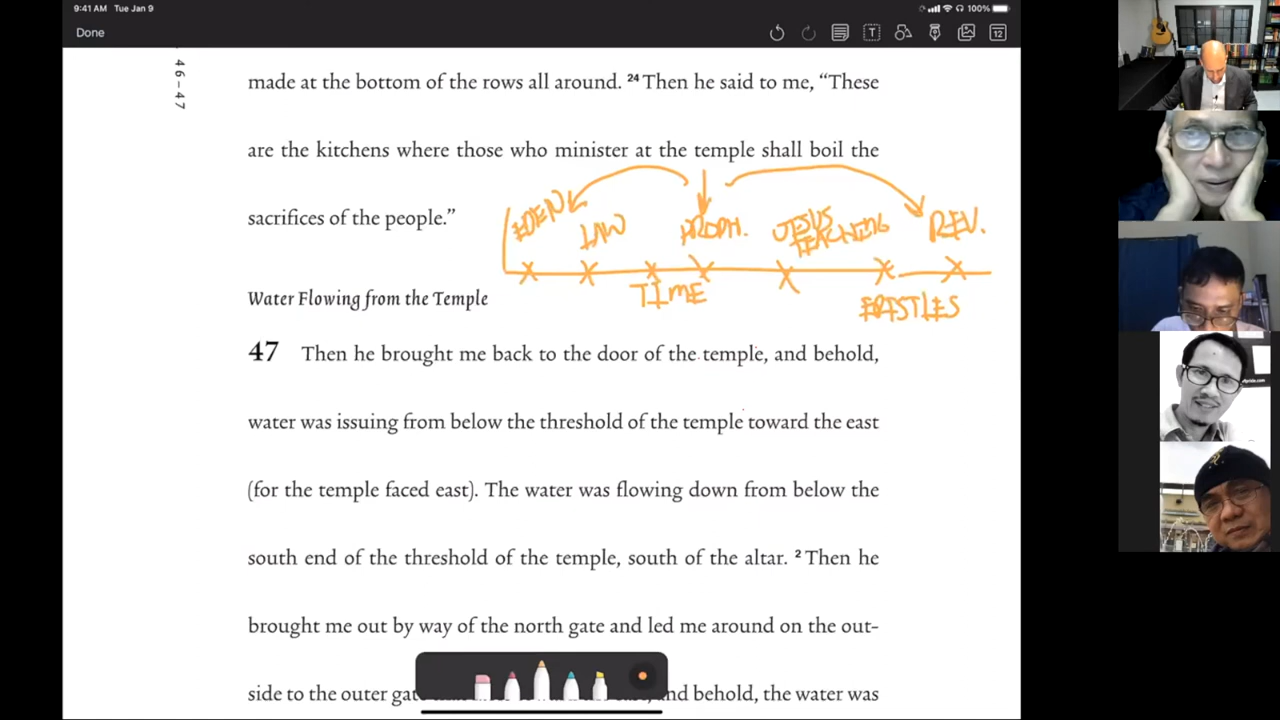 9:41 AM Tue Jan 9
100%
Done
T
12
46–47
made at the bottom of the rows all around. 24 Then he said to me, “These
are the kitchens where those who minister at the temple shall boil the
sacrifices of the people.”
EDEN
LAW
PROPH.
JESUS
TEACHING
REV.
TIME
EPISTLES
Water Flowing from the Temple
47 Then he brought me back to the door of the temple, and behold,
water was issuing from below the threshold of the temple toward the east
(for the temple faced east). The water was flowing down from below the
south end of the threshold of the temple, south of the altar. 2 Then he
brought me out by way of the north gate and led me around on the out-
side to the outer gat nd behold, the water was